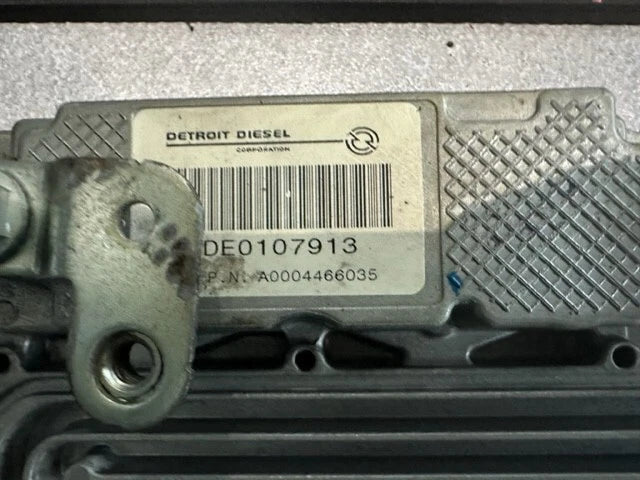 DETROIT DIESEL
CORPORATION
DE0107913
P.N. A0004466035